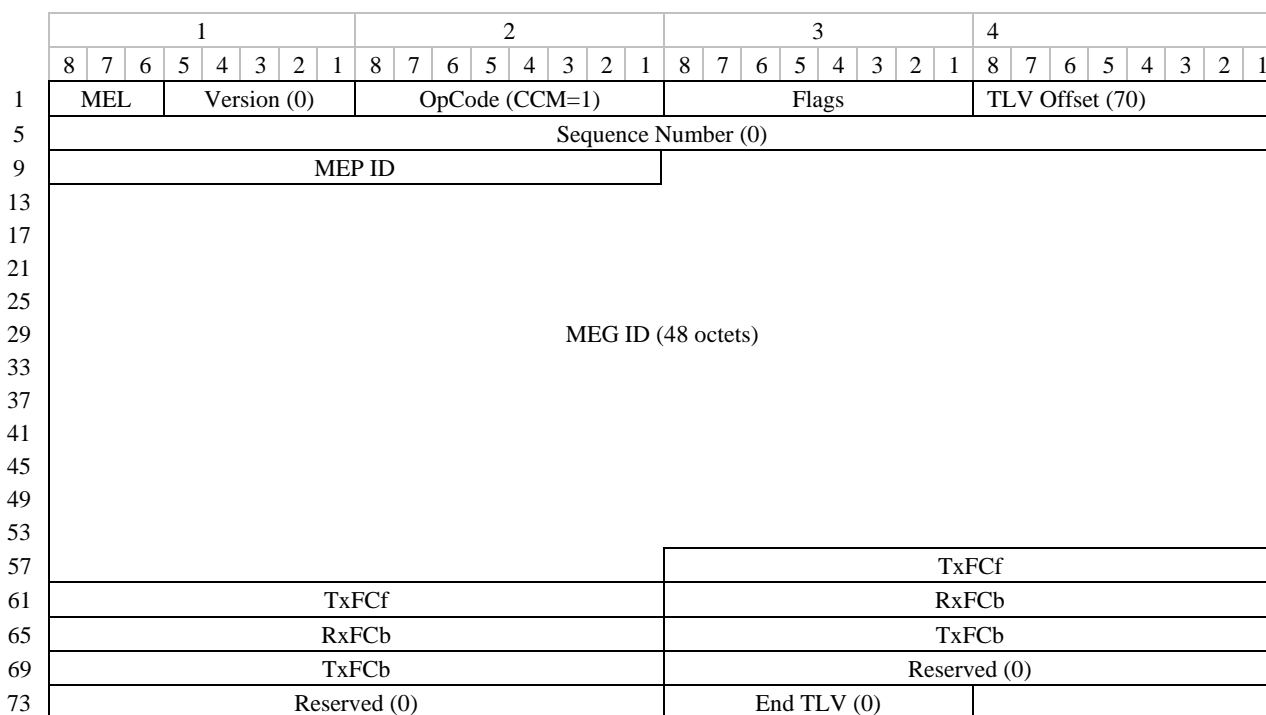 1 2 3 4
8 7 6 5 4 3 2 1 8 7 6 5 4 3 2 1 8 7 6 5 4 3 2 1 8 7 6 5 4 3 2 1
1 MEL Version (0) OpCode (CCM=1) Flags TLV Offset (70)
5 Sequence Number (0)
9 MEP ID
13
17
21
25
29 MEG ID (48 octets)
33
37
41
45
49
53
57 TxFCf
61 TxFCf RxFCb
65 RxFCb TxFCb
69 TxFCb Reserved (0)
73 Reserved (0) End TLV (0)